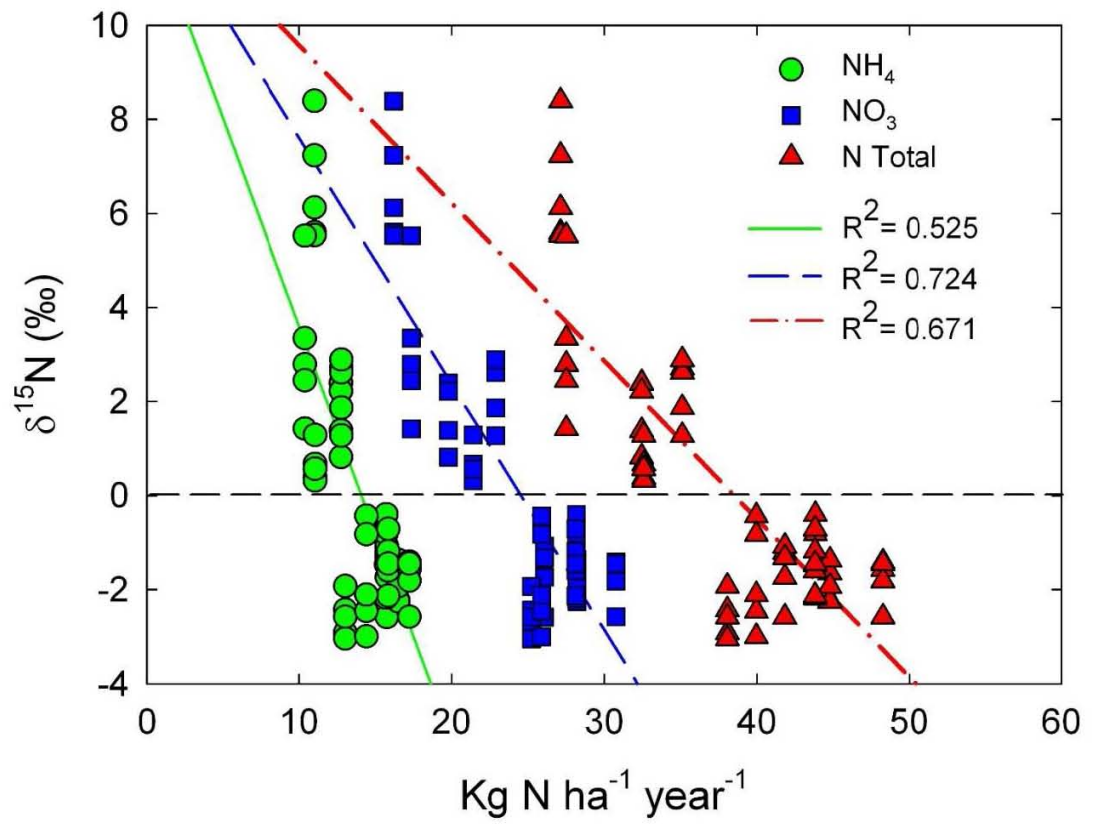 δ¹⁵N (‰)
10
8
6
4
2
0
-2
-4
NH₄
NO₃
N Total
R²= 0.525
R²= 0.724
R²= 0.671
0 10 20 30 40 50 60
Kg N ha⁻¹ year⁻¹